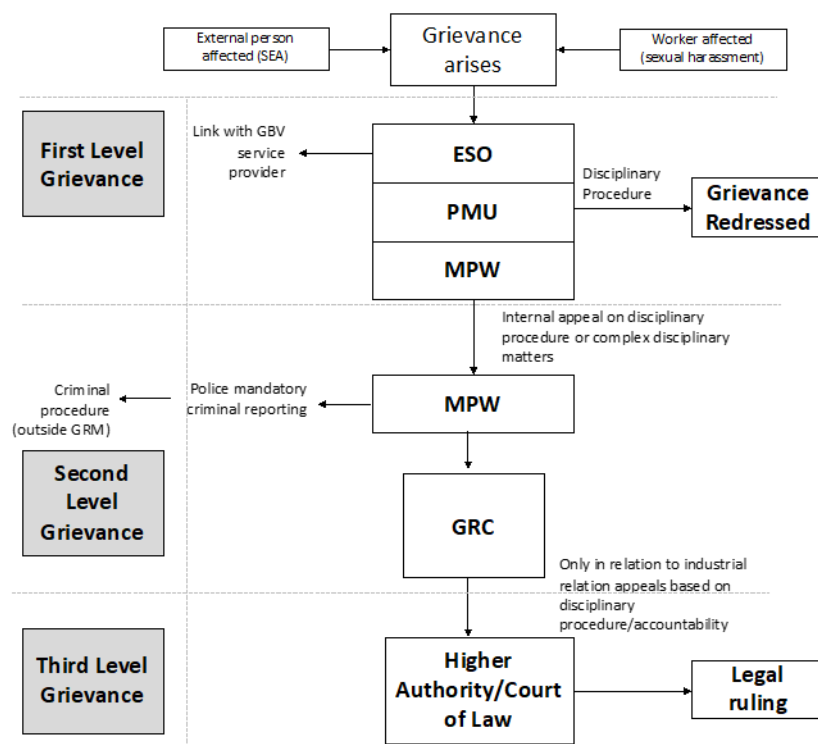 External person
affected (SEA)
Grievance
arises
Worker affected
(sexual harassment)
First Level
Grievance
Link with GBV
service
provider
ESO
PMU
MPW
Disciplinary
Procedure
Grievance
Redressed
Internal appeal on disciplinary
procedure or complex disciplinary
matters
Criminal
procedure
(outside GRM)
Police mandatory
criminal reporting
MPW
Second
Level
Grievance
GRC
Only in relation to industrial
relation appeals based on
disciplinary
procedure/accountability
Third Level
Grievance
Higher
Authority/Court
of Law
Legal
ruling